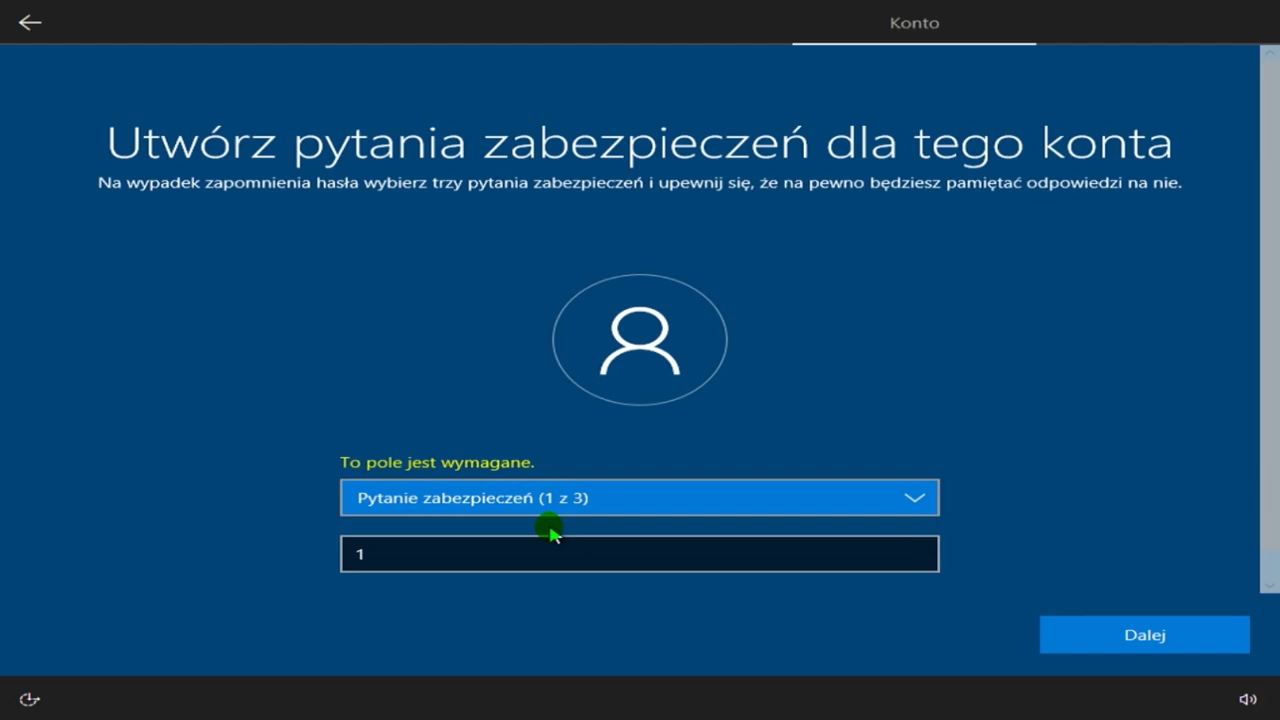 Konto
Utwórz pytania zabezpieczeń dla tego konta
Na wypadek zapomnienia hasła wybierz trzy pytania zabezpieczeń i upewnij się, że na pewno będziesz pamiętać odpowiedzi na nie.
To pole jest wymagane.
Pytanie zabezpieczeń (1 z 3)
1
Dalej